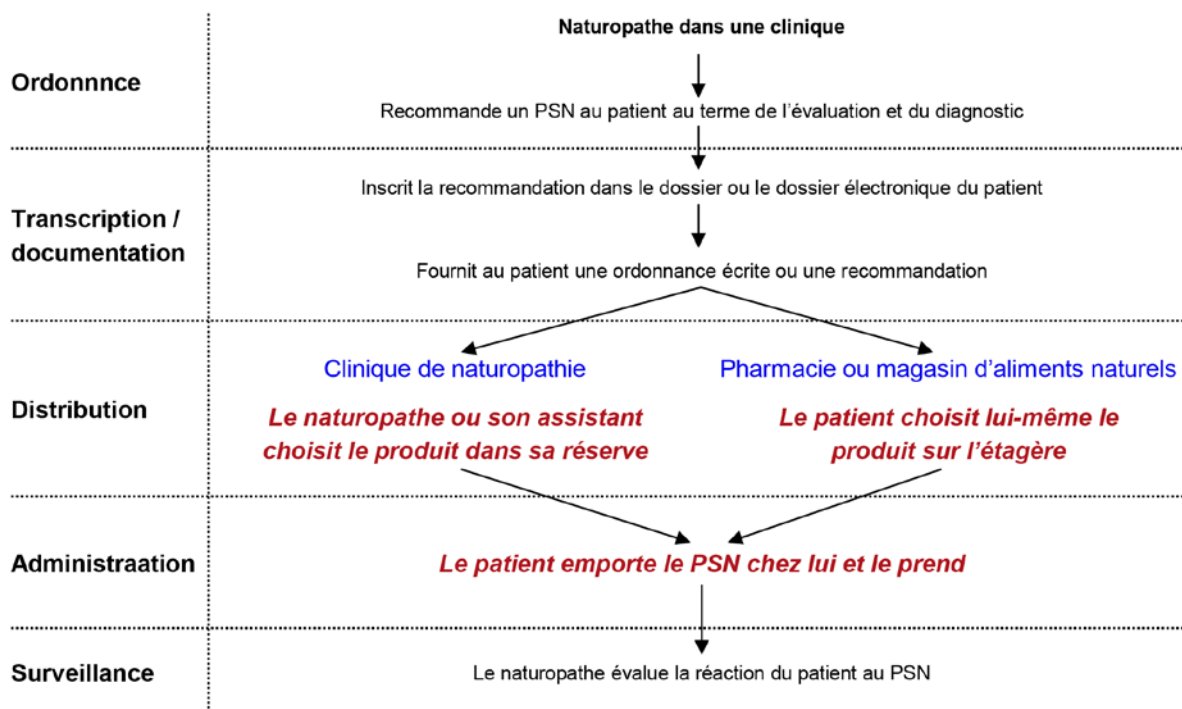 Naturopathe dans une clinique
Ordonnnce
Recommande un PSN au patient au terme de l’évaluation et du diagnostic
Inscrit la recommandation dans le dossier ou le dossier électronique du patient
Transcription /
documentation
Fournit au patient une ordonnance écrite ou une recommandation
Clinique de naturopathie
Pharmacie ou magasin d’aliments naturels
Distribution
Le naturopathe ou son assistant
choisit le produit dans sa réserve
Le patient choisit lui-même le
produit sur l’étagère
Administraation
Le patient emporte le PSN chez lui et le prend
Surveillance
Le naturopathe évalue la réaction du patient au PSN